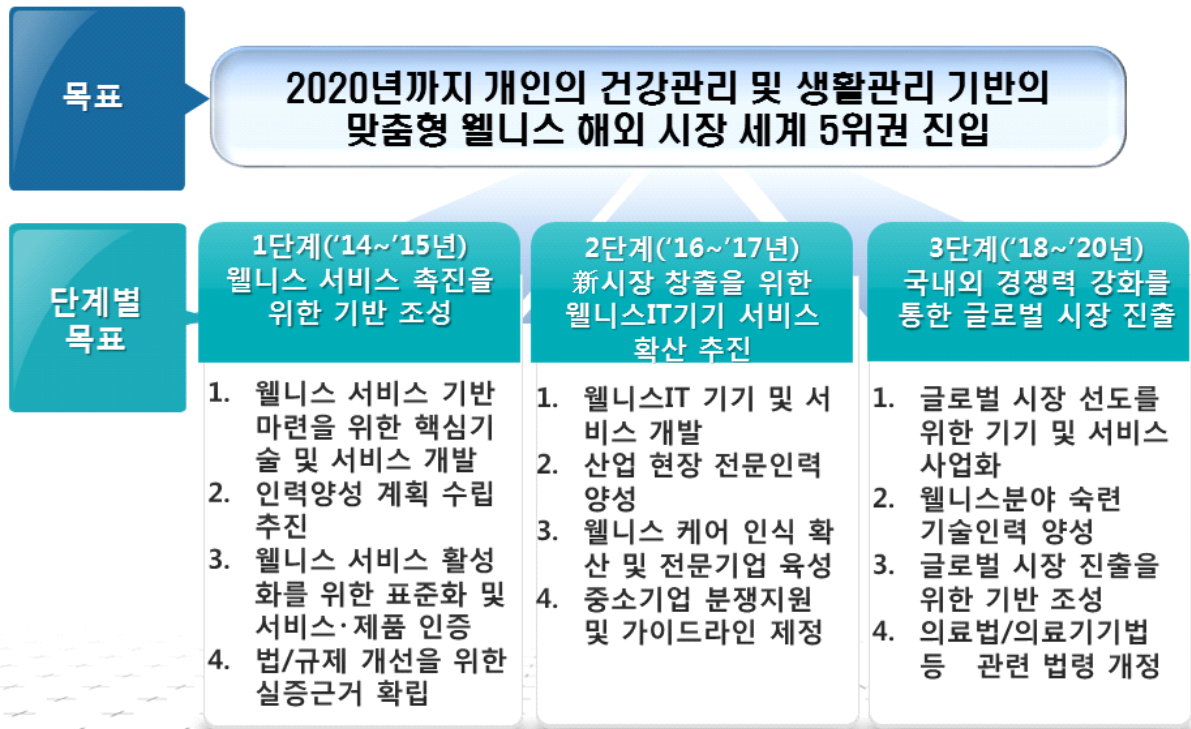 목표
2020년까지 개인의 건강관리 및 생활관리 기반의
맞춤형 웰니스 해외 시장 세계 5위권 진입
단계별
목표
1단계(‘14~’15년)
웰니스 서비스 촉진을
위한 기반 조성
1. 웰니스 서비스 기반
마련을 위한 핵심기
술 및 서비스 개발
2. 인력양성 계획 수립
추진
3. 웰니스 서비스 활성
화를 위한 표준화 및
서비스·제품 인증
4. 법/규제 개선을 위한
실증근거 확립
2단계(‘16~’17년)
新시장 창출을 위한
웰니스IT기기 서비스
확산 추진
1. 웰니스IT 기기 및 서
비스 개발
2. 산업 현장 전문인력
양성
3. 웰니스 케어 인식 확
산 및 전문기업 육성
4. 중소기업 분쟁지원
및 가이드라인 제정
3단계(‘18~’20년)
국내외 경쟁력 강화를
통한 글로벌 시장 진출
1. 글로벌 시장 선도를
위한 기기 및 서비스
사업화
2. 웰니스분야 숙련
기술인력 양성
3. 글로벌 시장 진출을
위한 기반 조성
4. 의료법/의료기기법
등 관련 법령 개정